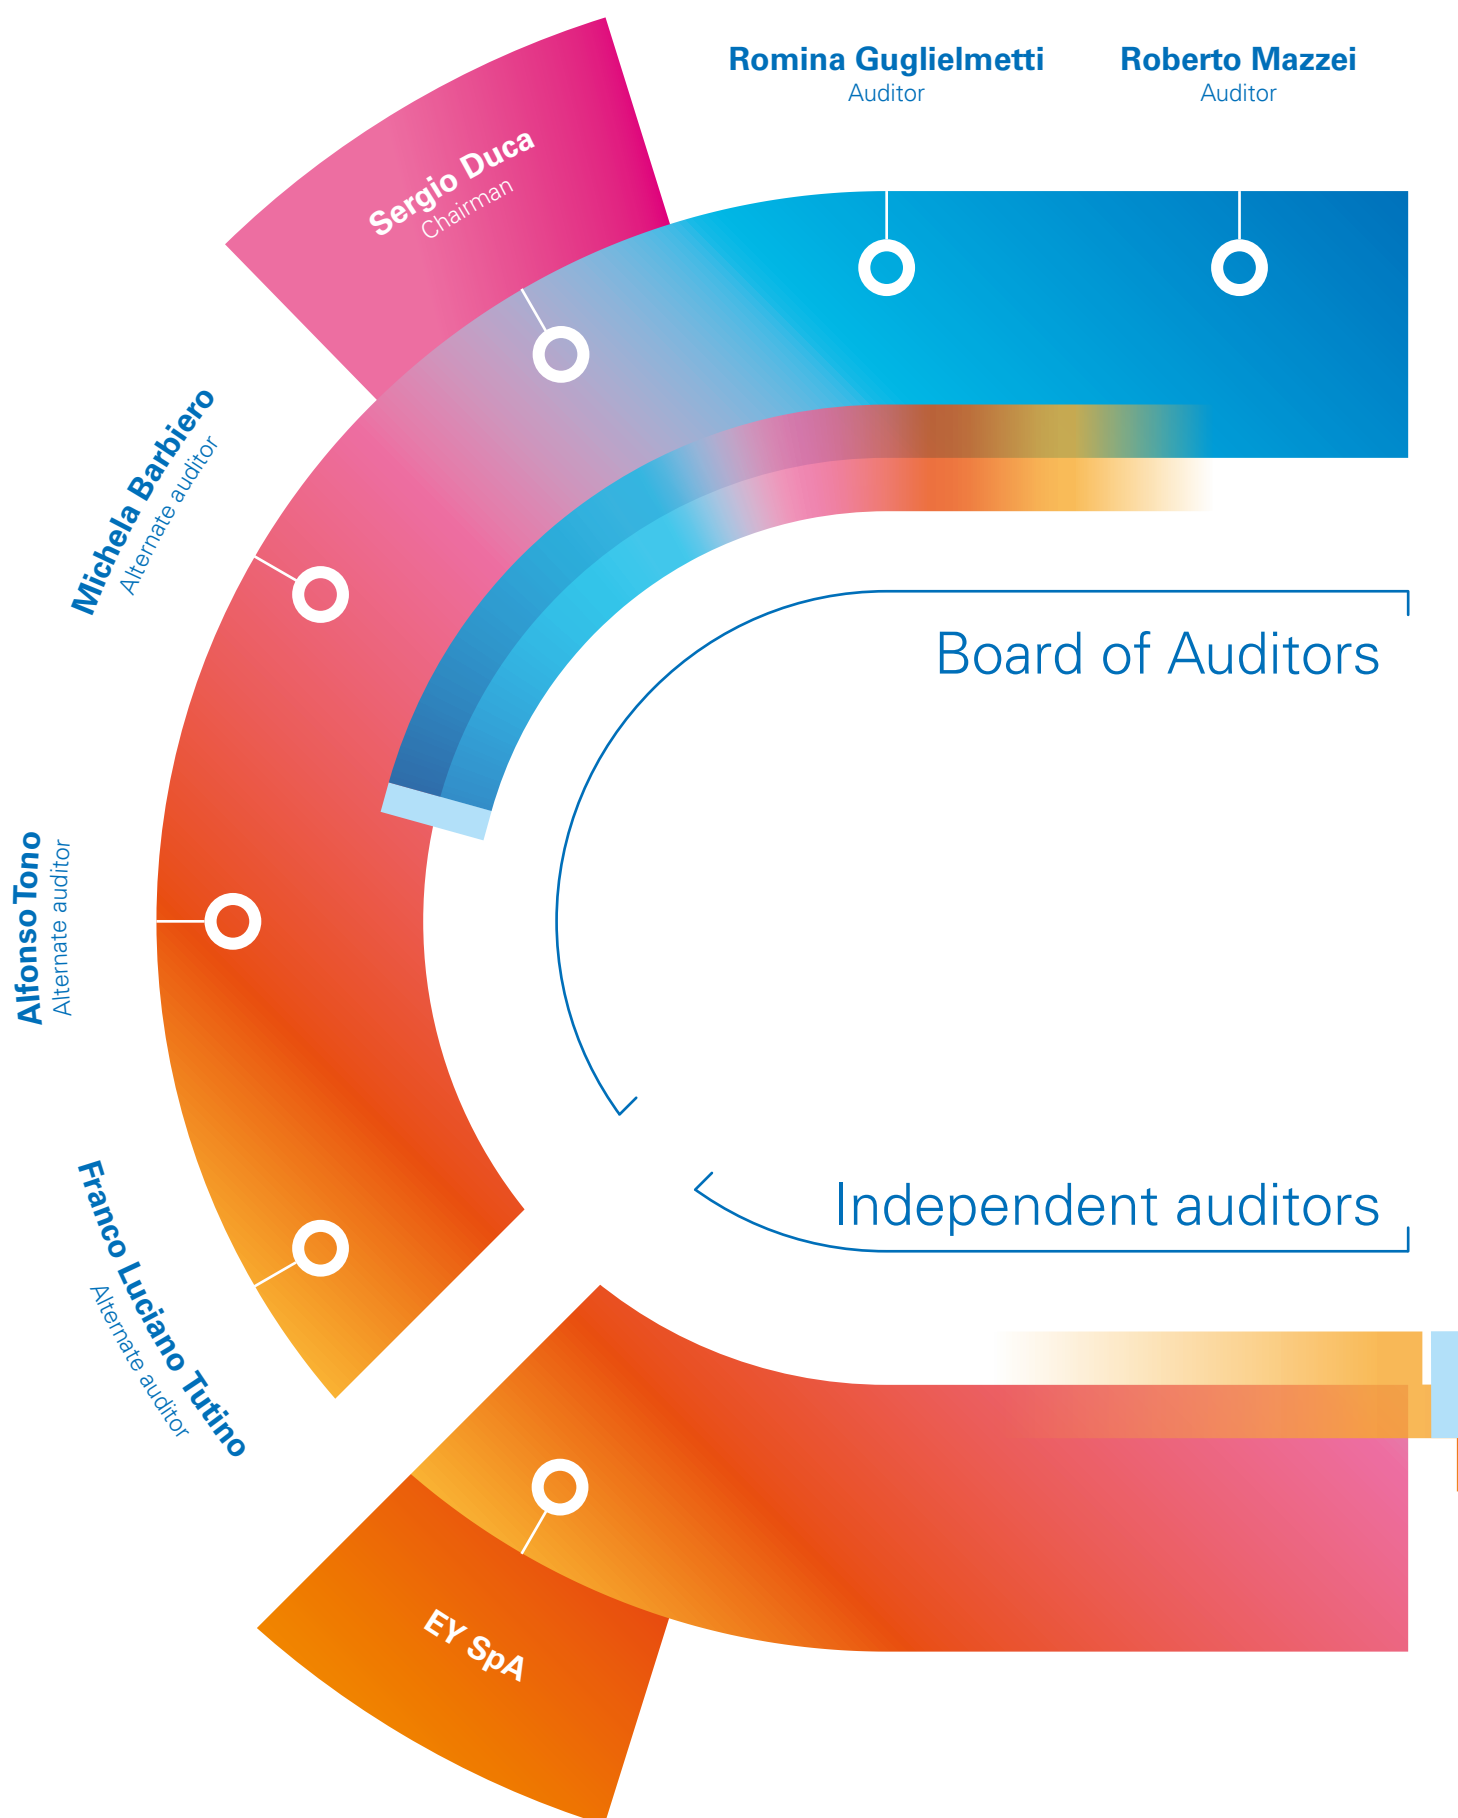 Romina Guglielmetti
Auditor
Roberto Mazzei
Auditor
Sergio Duca
Chairman
Michela Barbiero
Alternate auditor
Alfonso Tono
Alternate auditor
Franco Luciano Tutino
Alternate auditor
Board of Auditors
Independent auditors
EY SpA